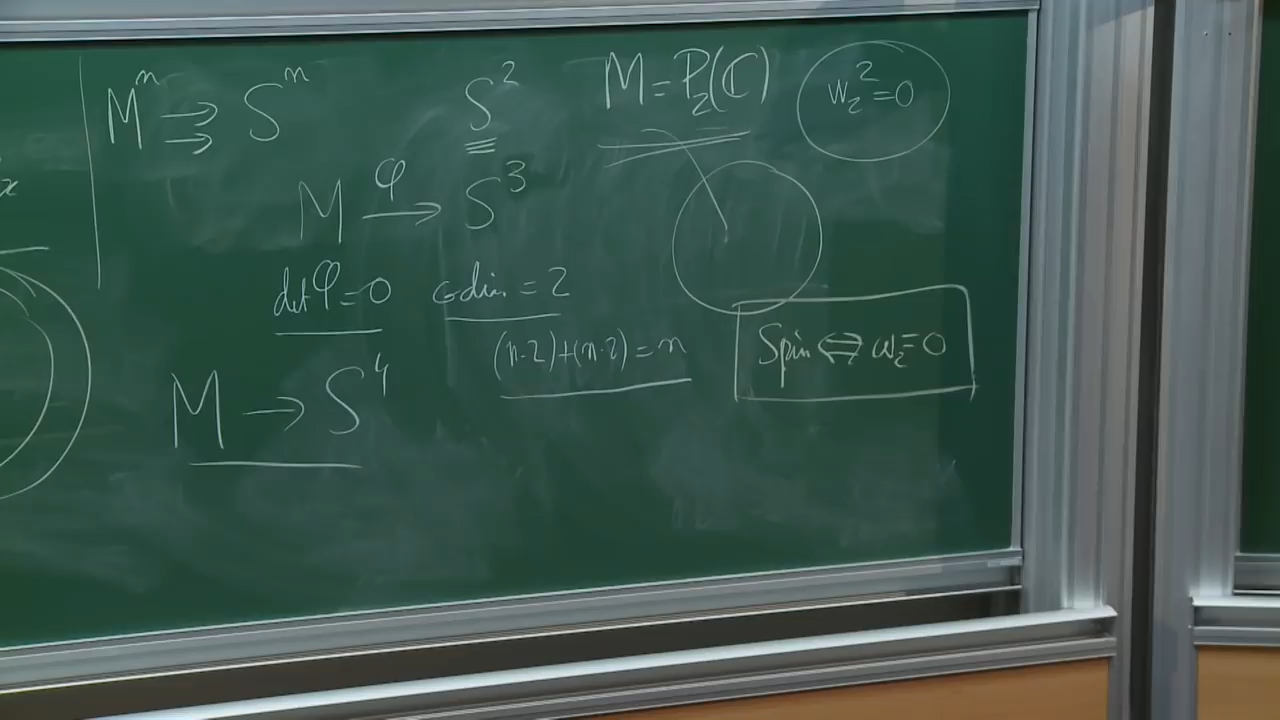 x
Mⁿ ⇉ Sⁿ
S²
M = P₂(ℂ)
w₂² = 0
M →^φ S³
det φ = 0
codim = 2
(n-2)+(n-2) = n
Spin ⇔ w₂ = 0
M → S⁴